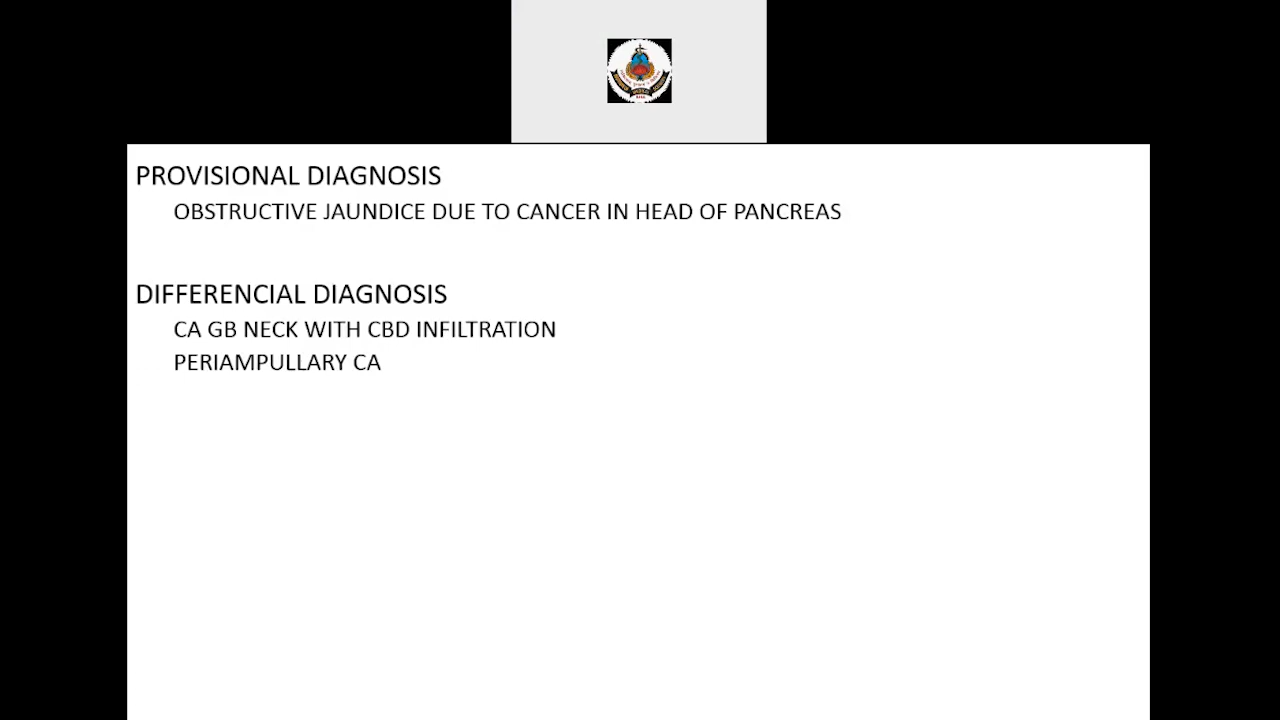 PROVISIONAL DIAGNOSIS
OBSTRUCTIVE JAUNDICE DUE TO CANCER IN HEAD OF PANCREAS
DIFFERENCIAL DIAGNOSIS
CA GB NECK WITH CBD INFILTRATION
PERIAMPULLARY CA